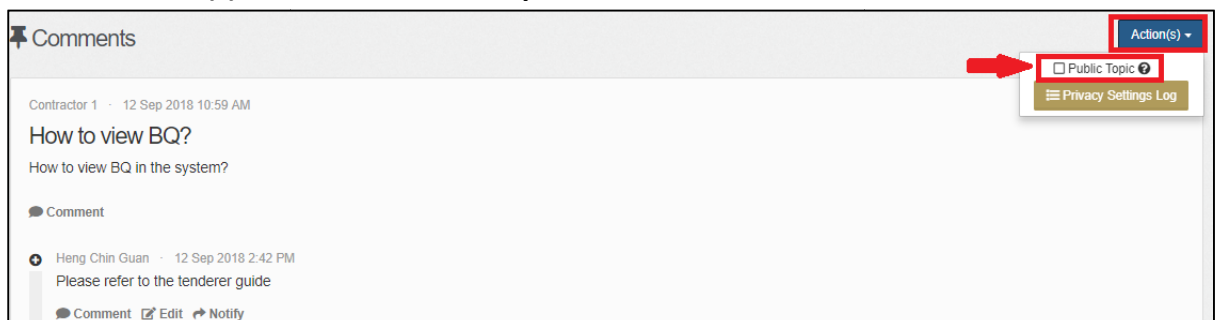 Comments
Action(s)
Public Topic
Privacy Settings Log
Contractor 1 · 12 Sep 2018 10:59 AM
How to view BQ?
How to view BQ in the system?
Comment
Heng Chin Guan · 12 Sep 2018 2:42 PM
Please refer to the tenderer guide
Comment Edit Notify